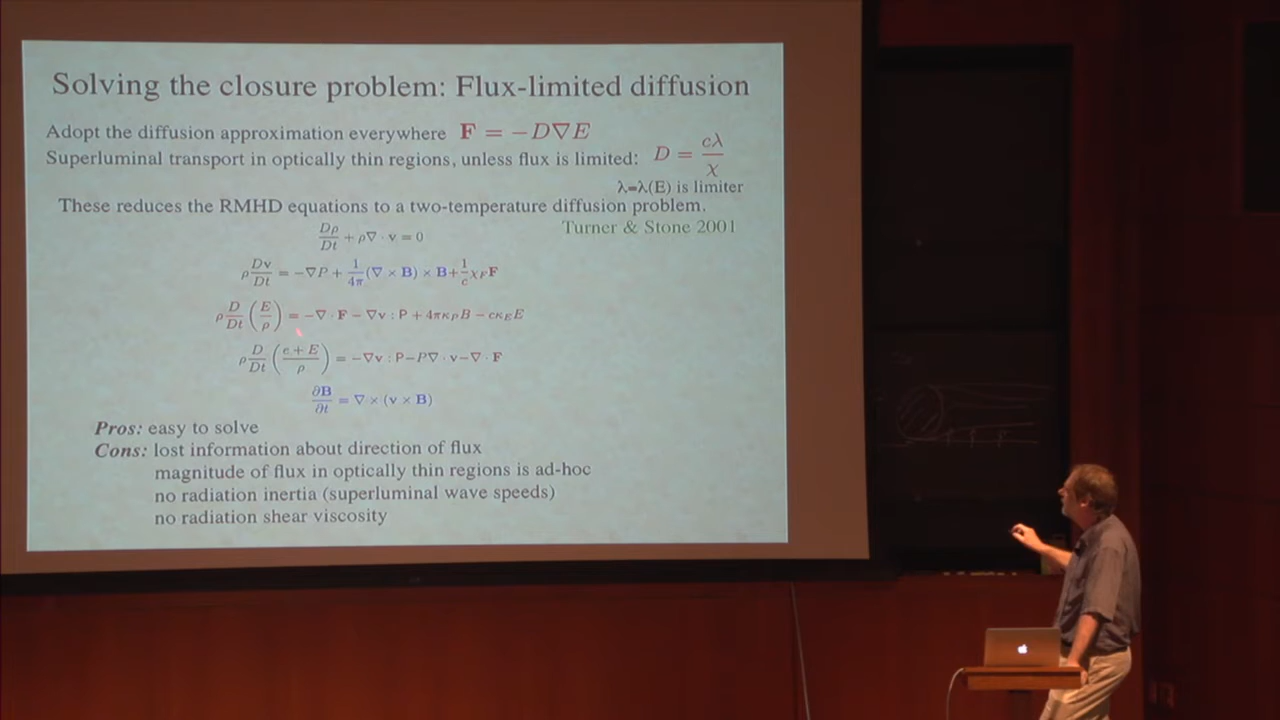 Solving the closure problem: Flux-limited diffusion
Adopt the diffusion approximation everywhere F = −D∇E
Superluminal transport in optically thin regions, unless flux is limited: D = cλ/χ
λ=λ(E) is limiter
These reduces the RMHD equations to a two-temperature diffusion problem.
Turner & Stone 2001
Dρ/Dt + ρ∇ · v = 0
ρ Dv/Dt = −∇P + 1/4π (∇ × B) × B + 1/c χ_F F
ρ D/Dt (E/ρ) = −∇ · F − ∇v : P + 4πκ_P B − cκ_E E
ρ D/Dt ((e + E)/ρ) = −∇v : P − P∇ · v − ∇ · F
∂B/∂t = ∇ × (v × B)
Pros: easy to solve
Cons: lost information about direction of flux
magnitude of flux in optically thin regions is ad-hoc
no radiation inertia (superluminal wave speeds)
no radiation shear viscosity